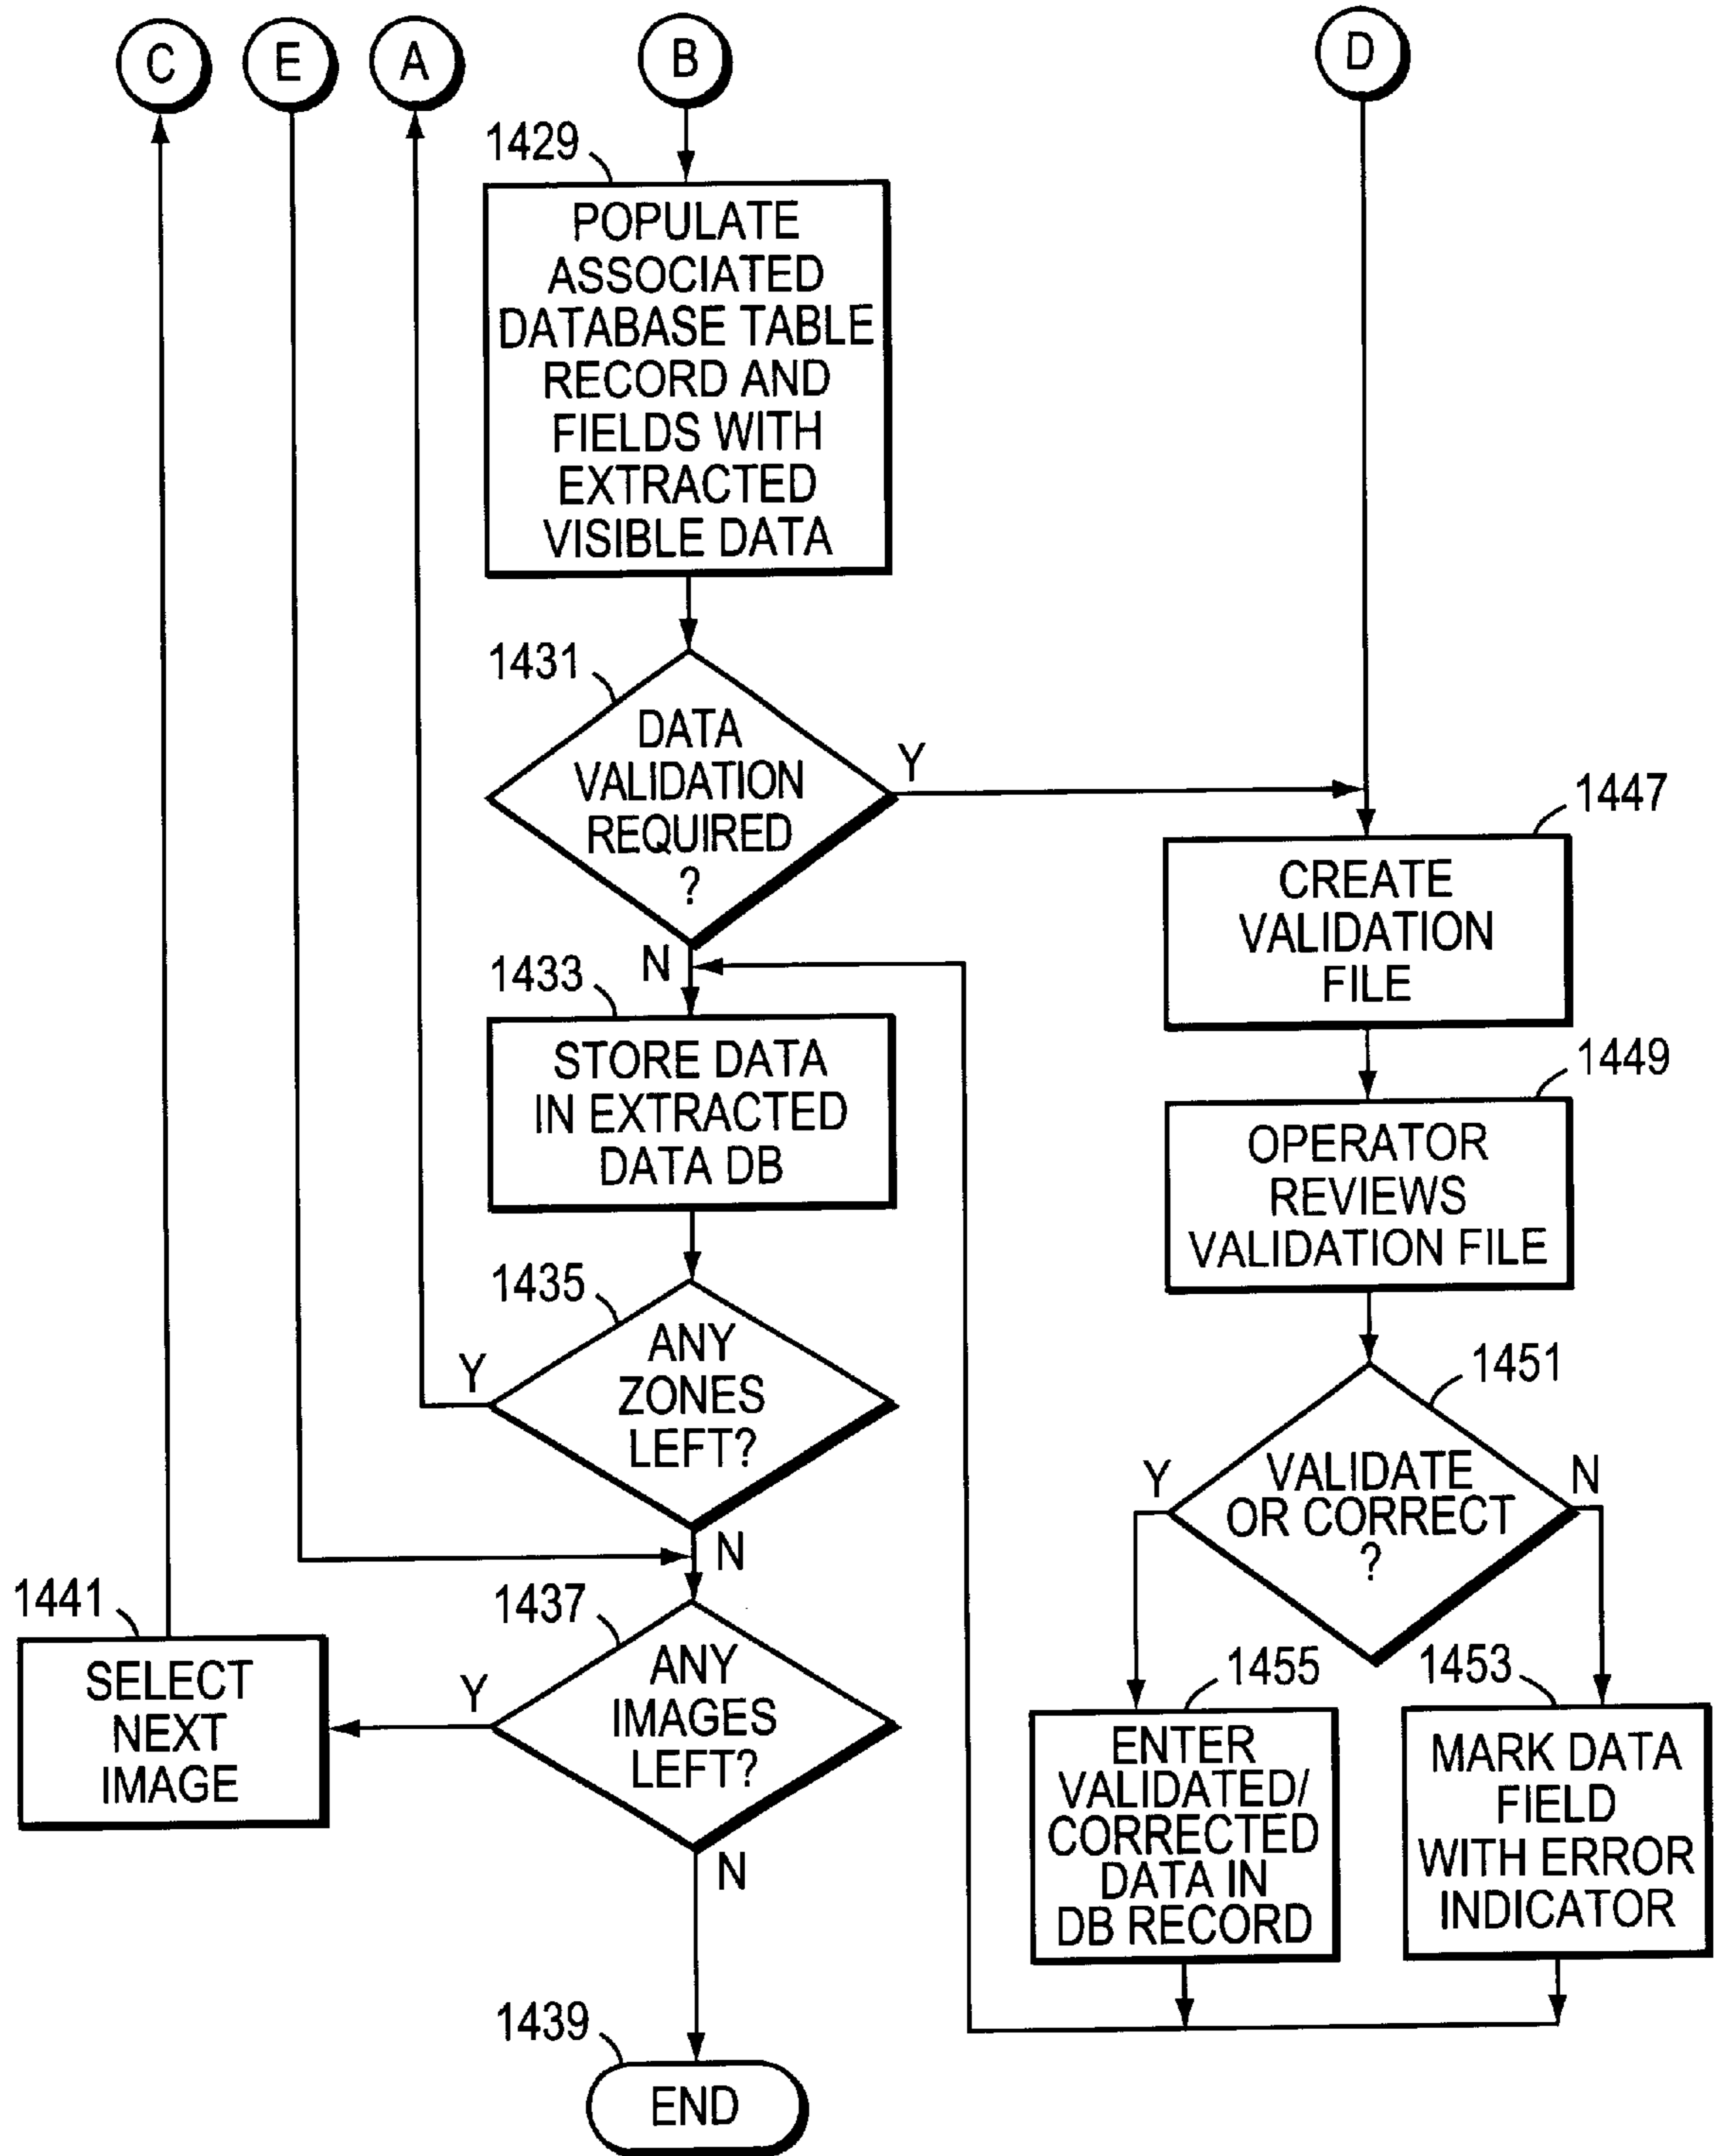 C
E
A
B
D
1429
POPULATE
ASSOCIATED
DATABASE TABLE
RECORD AND
FIELDS WITH
EXTRACTED
VISIBLE DATA
1431
DATA
VALIDATION
REQUIRED
?
Y
N
1447
CREATE
VALIDATION
FILE
1433
STORE DATA
IN EXTRACTED
DATA DB
1449
OPERATOR
REVIEWS
VALIDATION FILE
1435
ANY
ZONES
LEFT?
Y
N
1451
VALIDATE
OR CORRECT
?
Y
N
1441
SELECT
NEXT
IMAGE
1437
ANY
IMAGES
LEFT?
Y
N
1455
ENTER
VALIDATED/
CORRECTED
DATA IN
DB RECORD
1453
MARK DATA
FIELD
WITH ERROR
INDICATOR
1439
END